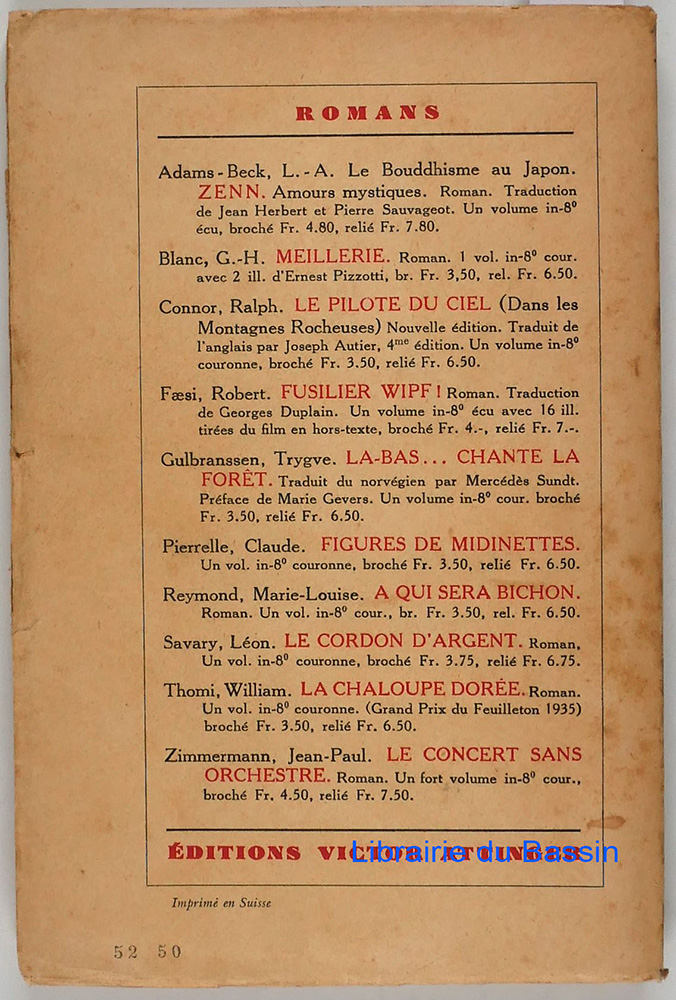 ROMANS
Adams-Beck, L.-A. Le Bouddhisme au Japon.
ZENN. Amours mystiques. Roman. Traduction
de Jean Herbert et Pierre Sauvageot. Un volume in-8⁰
écu, broché Fr. 4.80, relié Fr. 7.80.
Blanc, G.-H. MEILLERIE. Roman. 1 vol. in-8⁰ cour.
avec 2 ill. d'Ernest Pizzotti, br. Fr. 3,50, rel. Fr. 6.50.
Connor, Ralph. LE PILOTE DU CIEL (Dans les
Montagnes Rocheuses) Nouvelle édition. Traduit de
l'anglais par Joseph Autier, 4ᵐᵉ édition. Un volume in-8⁰
couronne, broché Fr. 3.50, relié Fr. 6.50.
Fæsi, Robert. FUSILIER WIPF! Roman. Traduction
de Georges Duplain. Un volume in-8⁰ écu avec 16 ill.
tirées du film en hors-texte, broché Fr. 4.-, relié Fr. 7.-.
Gulbranssen, Trygve. LA-BAS... CHANTE LA
FORÊT. Traduit du norvégien par Mercédès Sundt.
Préface de Marie Gevers. Un volume in-8⁰ cour. broché
Fr. 3.50, relié Fr. 6.50.
Pierrelle, Claude. FIGURES DE MIDINETTES.
Un vol. in-8⁰ couronne, broché Fr. 3.50, relié Fr. 6.50.
Reymond, Marie-Louise. A QUI SERA BICHON.
Roman. Un vol. in-8⁰ cour., br. Fr. 3.50, rel. Fr. 6.50.
Savary, Léon. LE CORDON D'ARGENT. Roman.
Un vol. in-8⁰ couronne, broché Fr. 3.75, relié Fr. 6.75.
Thomi, William. LA CHALOUPE DORÉE. Roman.
Un vol. in-8⁰ couronne. (Grand Prix du Feuilleton 1935)
broché Fr. 3.50, relié Fr. 6.50.
Zimmermann, Jean-Paul. LE CONCERT SANS
ORCHESTRE. Roman. Un fort volume in-8⁰ cour.,
broché Fr. 4.50, relié Fr. 7.50.
ÉDITIONS VICTOR ATTINGER
Librairie du Bassin
Imprimé en Suisse
52 50